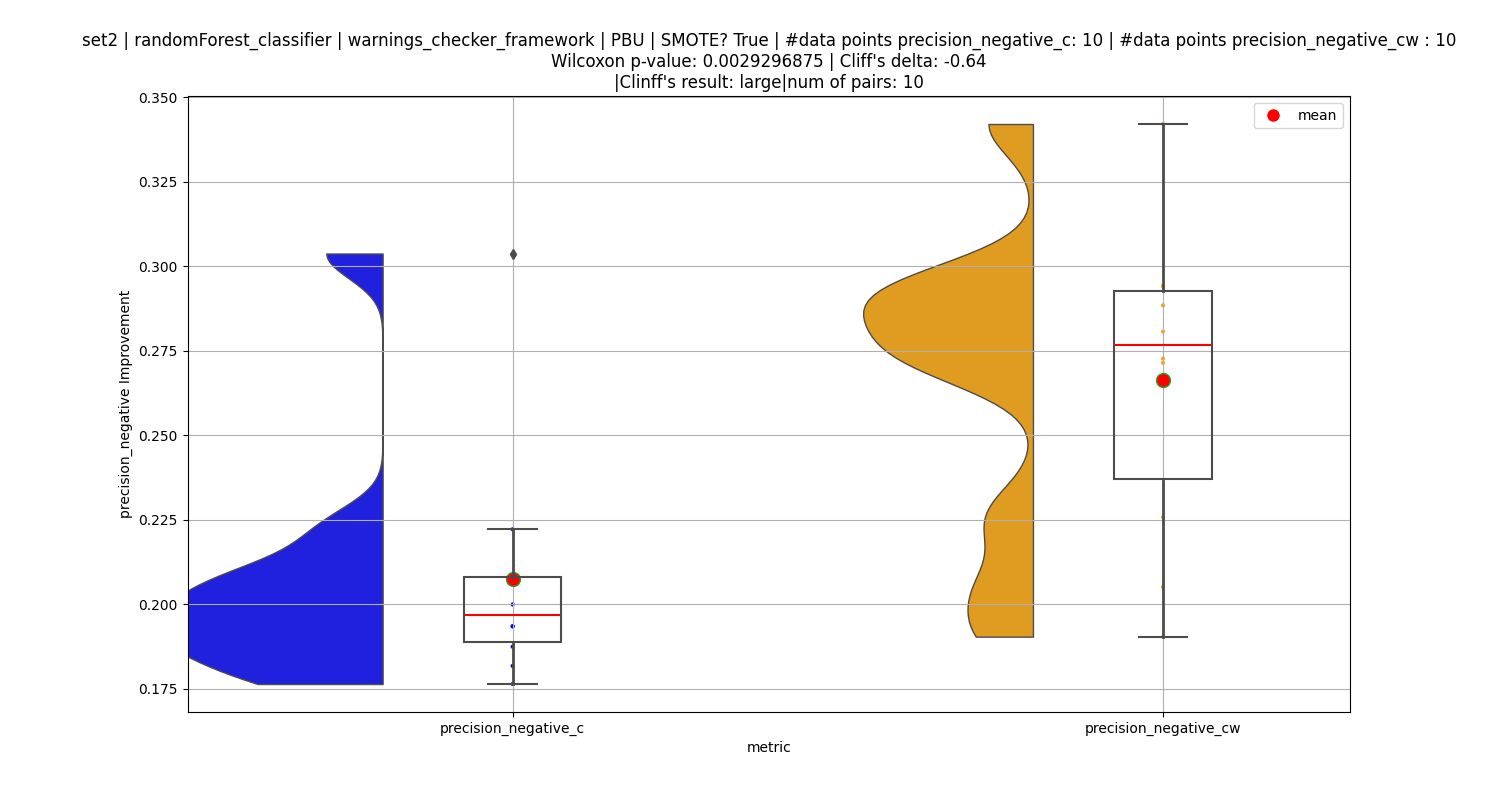 set2 | randomForest_classifier | warnings_checker_framework | PBU | SMOTE? True | #data points precision_negative_c: 10 | #data points precision_negative_cw : 10
Wilcoxon p-value: 0.0029296875 | Cliff's delta: -0.64
|Clinff's result: large|num of pairs: 10
mean
0.350
0.325
0.300
0.275
0.250
0.225
0.200
0.175
precision_negative Improvement
precision_negative_c
precision_negative_cw
metric